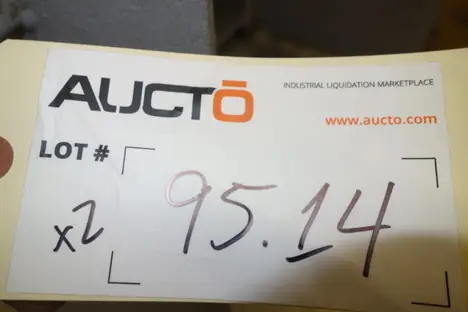 AUCTŌ
INDUSTRIAL LIQUIDATION MARKETPLACE
www.aucto.com
LOT #
x2
95.14